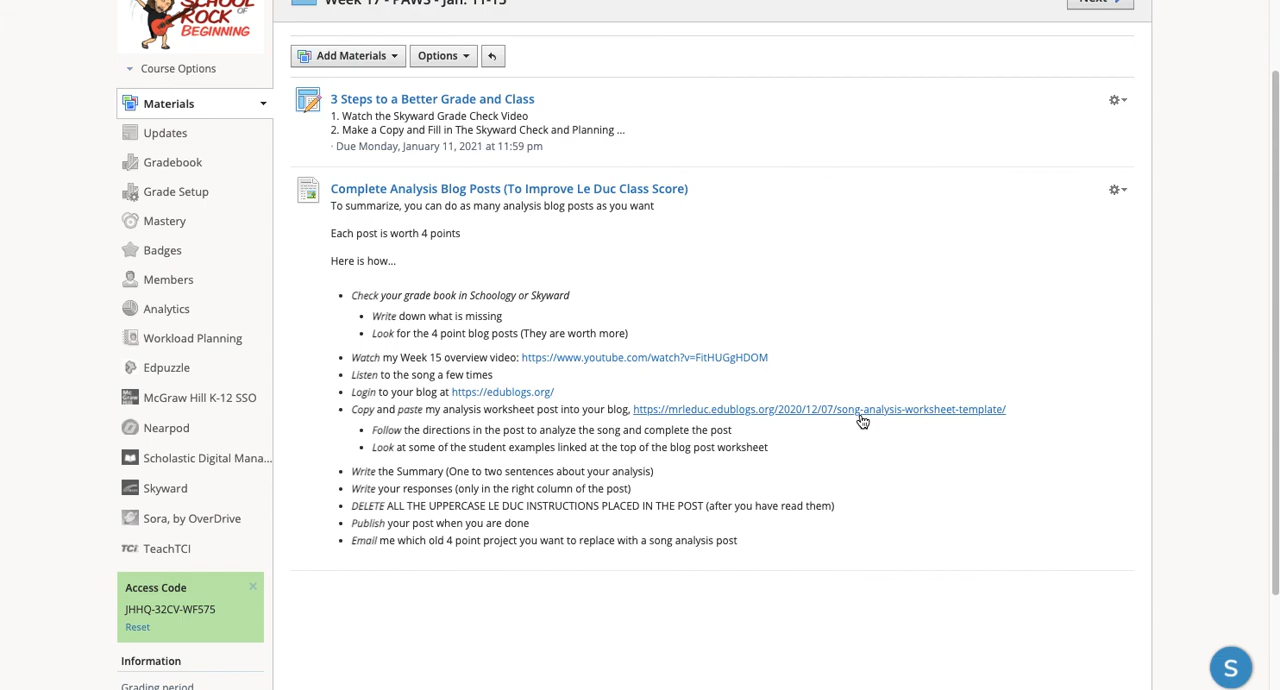 SCHOOL
OF
ROCK
BEGINNING
Week 17 - PAWS - Jan. 11-15
Next
Course Options
Add Materials
Options
Materials
Updates
Gradebook
Grade Setup
Mastery
Badges
Members
Analytics
Workload Planning
Edpuzzle
McGraw Hill K-12 SSO
Nearpod
Scholastic Digital Mana...
Skyward
Sora, by OverDrive
TCi TeachTCI
Access Code
JHHQ-32CV-WF575
Reset
Information
Grading period
3 Steps to a Better Grade and Class
1. Watch the Skyward Grade Check Video
2. Make a Copy and Fill in The Skyward Check and Planning ...
· Due Monday, January 11, 2021 at 11:59 pm
Complete Analysis Blog Posts (To Improve Le Duc Class Score)
To summarize, you can do as many analysis blog posts as you want
Each post is worth 4 points
Here is how...
• Check your grade book in Schoology or Skyward
• Write down what is missing
• Look for the 4 point blog posts (They are worth more)
• Watch my Week 15 overview video: https://www.youtube.com/watch?v=FitHUGgHDOM
• Listen to the song a few times
• Login to your blog at https://edublogs.org/
• Copy and paste my analysis worksheet post into your blog, https://mrleduc.edublogs.org/2020/12/07/song-analysis-worksheet-template/
• Follow the directions in the post to analyze the song and complete the post
• Look at some of the student examples linked at the top of the blog post worksheet
• Write the Summary (One to two sentences about your analysis)
• Write your responses (only in the right column of the post)
• DELETE ALL THE UPPERCASE LE DUC INSTRUCTIONS PLACED IN THE POST (after you have read them)
• Publish your post when you are done
• Email me which old 4 point project you want to replace with a song analysis post
S